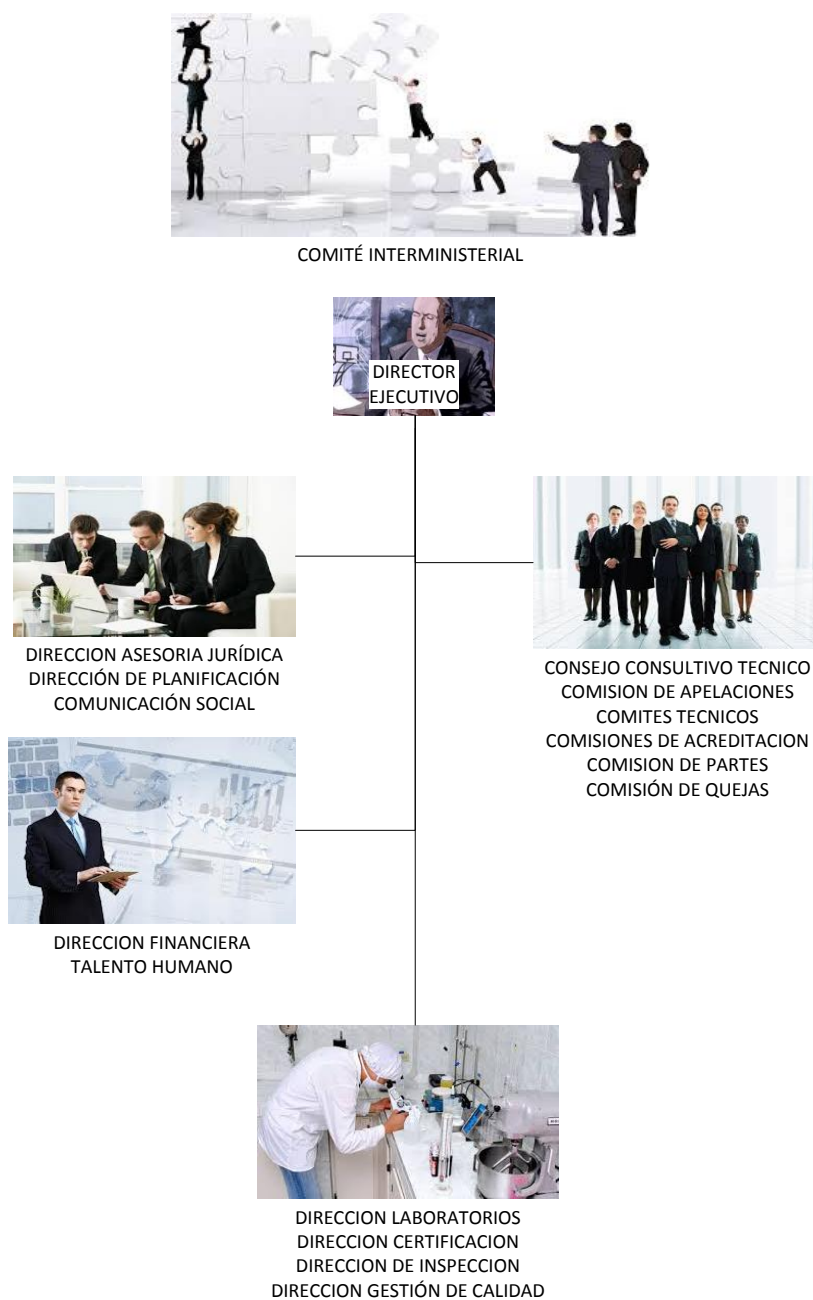 COMITÉ INTERMINISTERIAL
DIRECTOR
EJECUTIVO
DIRECCION ASESORIA JURÍDICA
DIRECCIÓN DE PLANIFICACIÓN
COMUNICACIÓN SOCIAL
CONSEJO CONSULTIVO TECNICO
COMISION DE APELACIONES
COMITES TECNICOS
COMISIONES DE ACREDITACION
COMISION DE PARTES
COMISIÓN DE QUEJAS
DIRECCION FINANCIERA
TALENTO HUMANO
DIRECCION LABORATORIOS
DIRECCION CERTIFICACION
DIRECCION DE INSPECCION
DIRECCION GESTIÓN DE CALIDAD